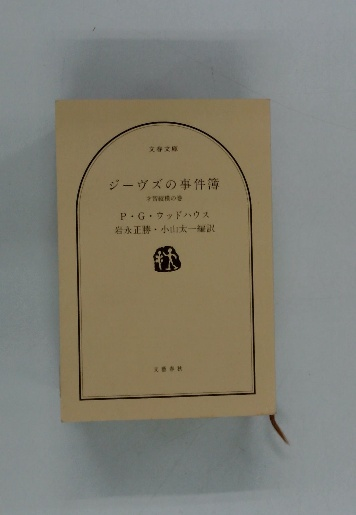 文春文庫
ジーヴズの事件簿
才智縦横の巻
P・G・ウッドハウス
岩永正勝・小山太一編訳
文藝春秋